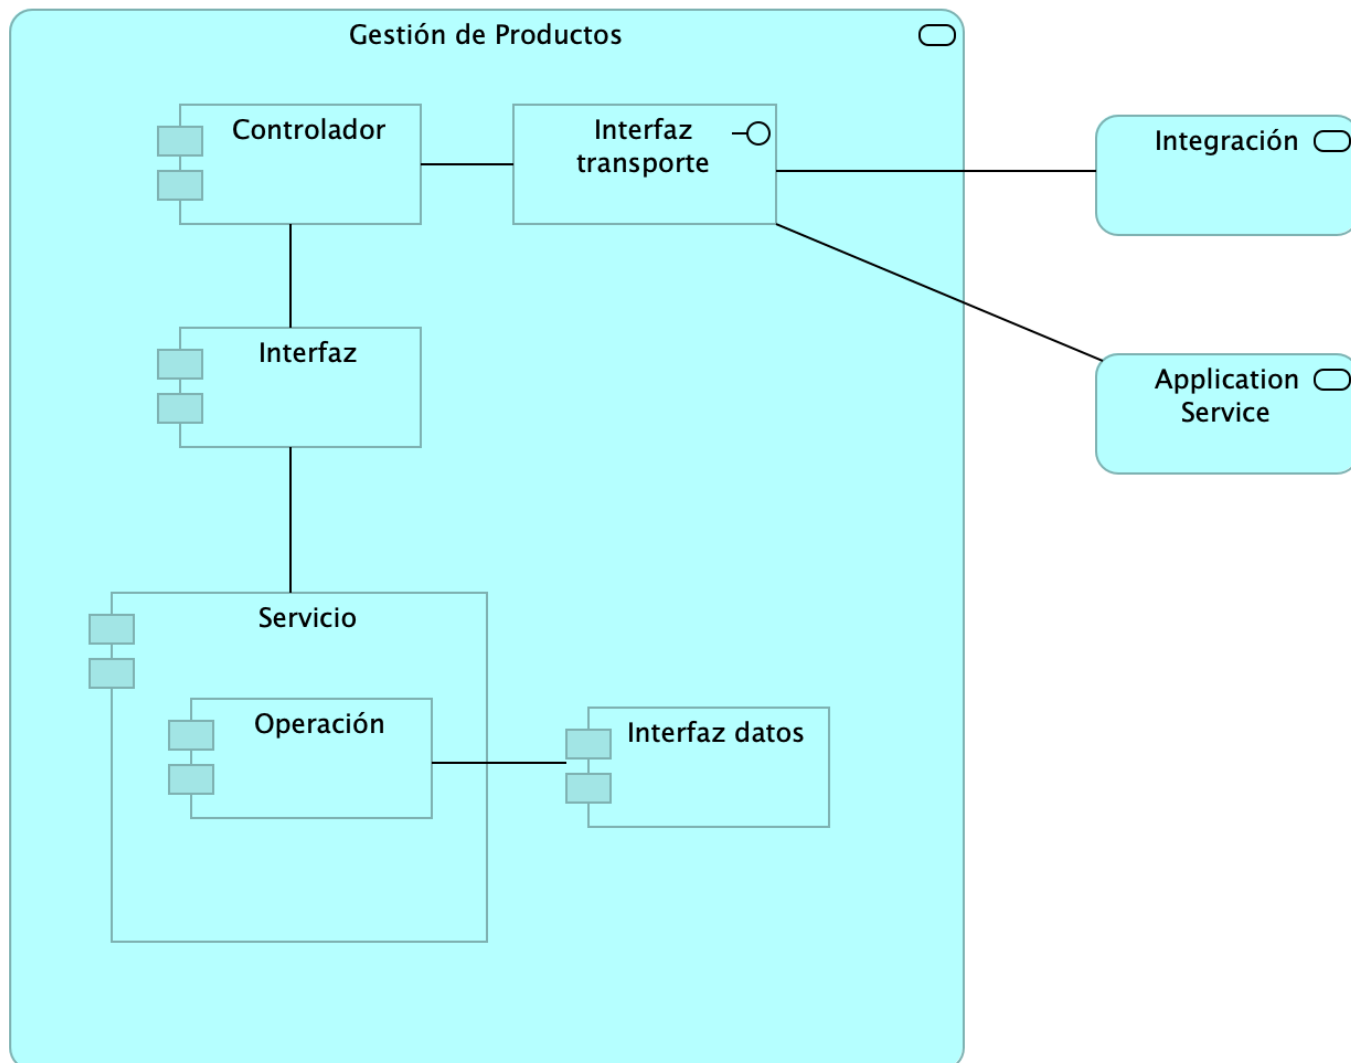 Gestión de Productos
Controlador
Interfaz
transporte
Integración
Interfaz
Application
Service
Servicio
Operación
Interfaz datos